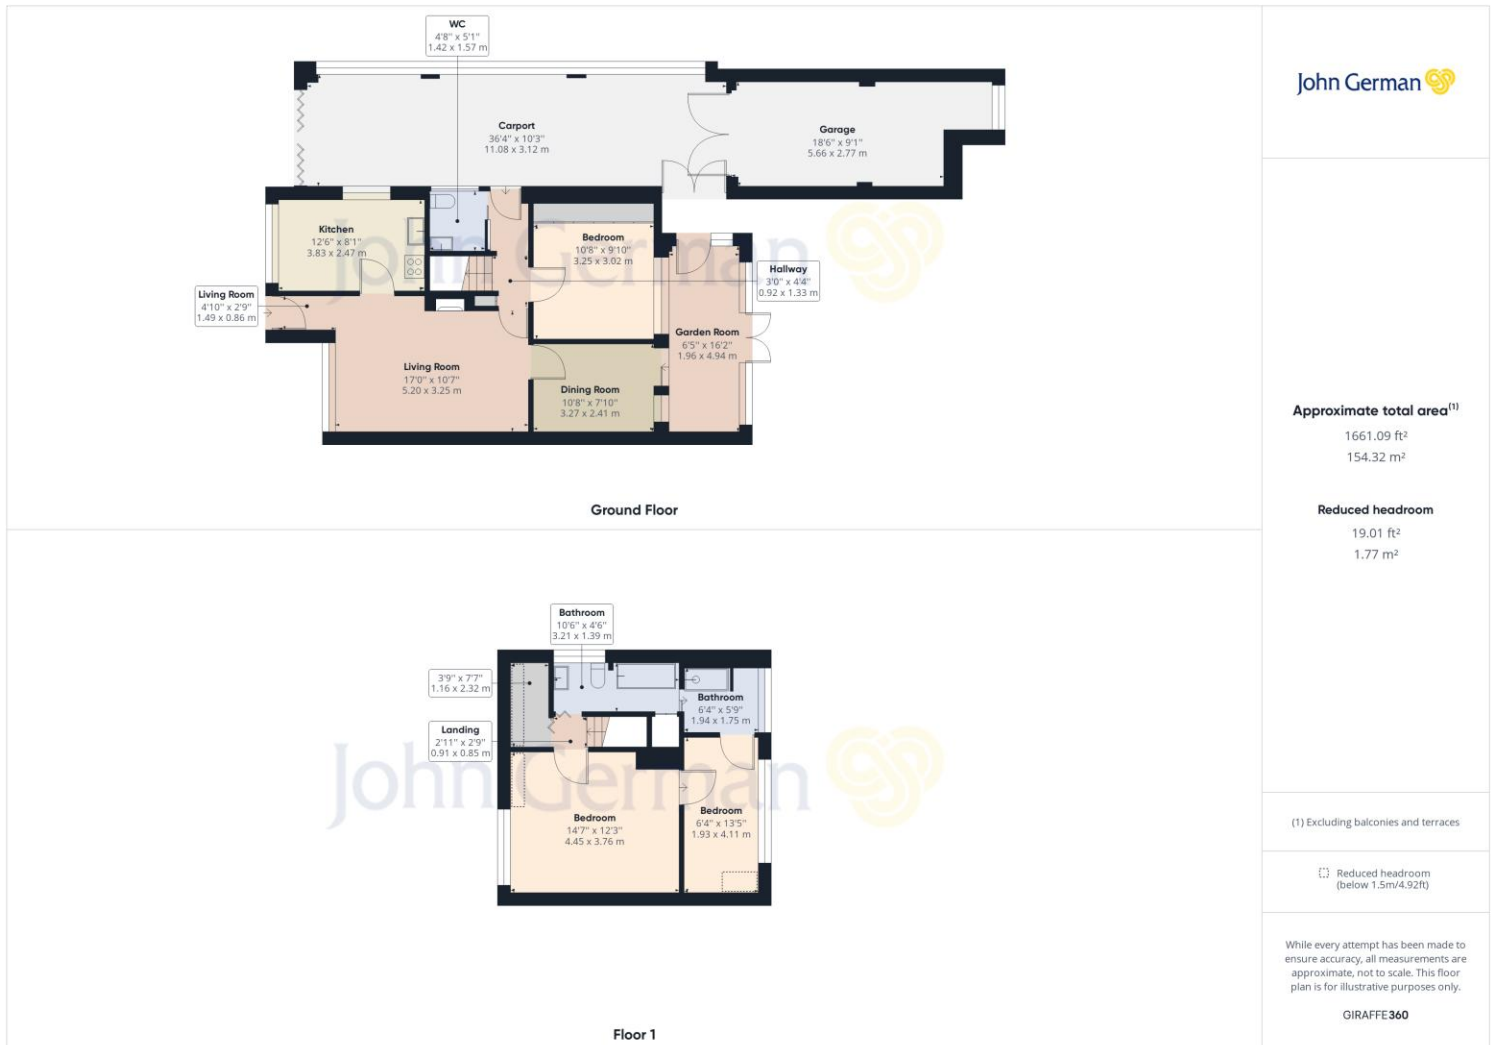 WC
4'8" x 5'1"
1.42 x 1.57 m
Carport
36'4" x 10'3"
11.08 x 3.12 m
Garage
18'6" x 9'1"
5.66 x 2.77 m
Kitchen
12'6" x 8'1"
3.83 x 2.47 m
Bedroom
10'8" x 9'10"
3.25 x 3.02 m
Hallway
3'0" x 4'4"
0.92 x 1.33 m
Living Room
4'10" x 2'9"
1.49 x 0.86 m
Garden Room
6'5" x 16'2"
1.96 x 4.94 m
Living Room
17'0" x 10'7"
5.20 x 3.25 m
Dining Room
10'8" x 7'10"
3.27 x 2.41 m
John German
Ground Floor
Bathroom
10'6" x 4'6"
3.21 x 1.39 m
3'9" x 7'7"
1.16 x 2.32 m
Bathroom
6'4" x 5'9"
1.94 x 1.75 m
Landing
2'11" x 2'9"
0.91 x 0.85 m
Bedroom
14'7" x 12'3"
4.45 x 3.76 m
Bedroom
6'4" x 13'5"
1.93 x 4.11 m
John German
Floor 1
John German
Approximate total area(1)
1661.09 ft²
154.32 m²
Reduced headroom
19.01 ft²
1.77 m²
(1) Excluding balconies and terraces
Reduced headroom
(below 1.5m/4.92ft)
While every attempt has been made to
ensure accuracy, all measurements are
approximate, not to scale. This floor
plan is for illustrative purposes only.
GIRAFFE360